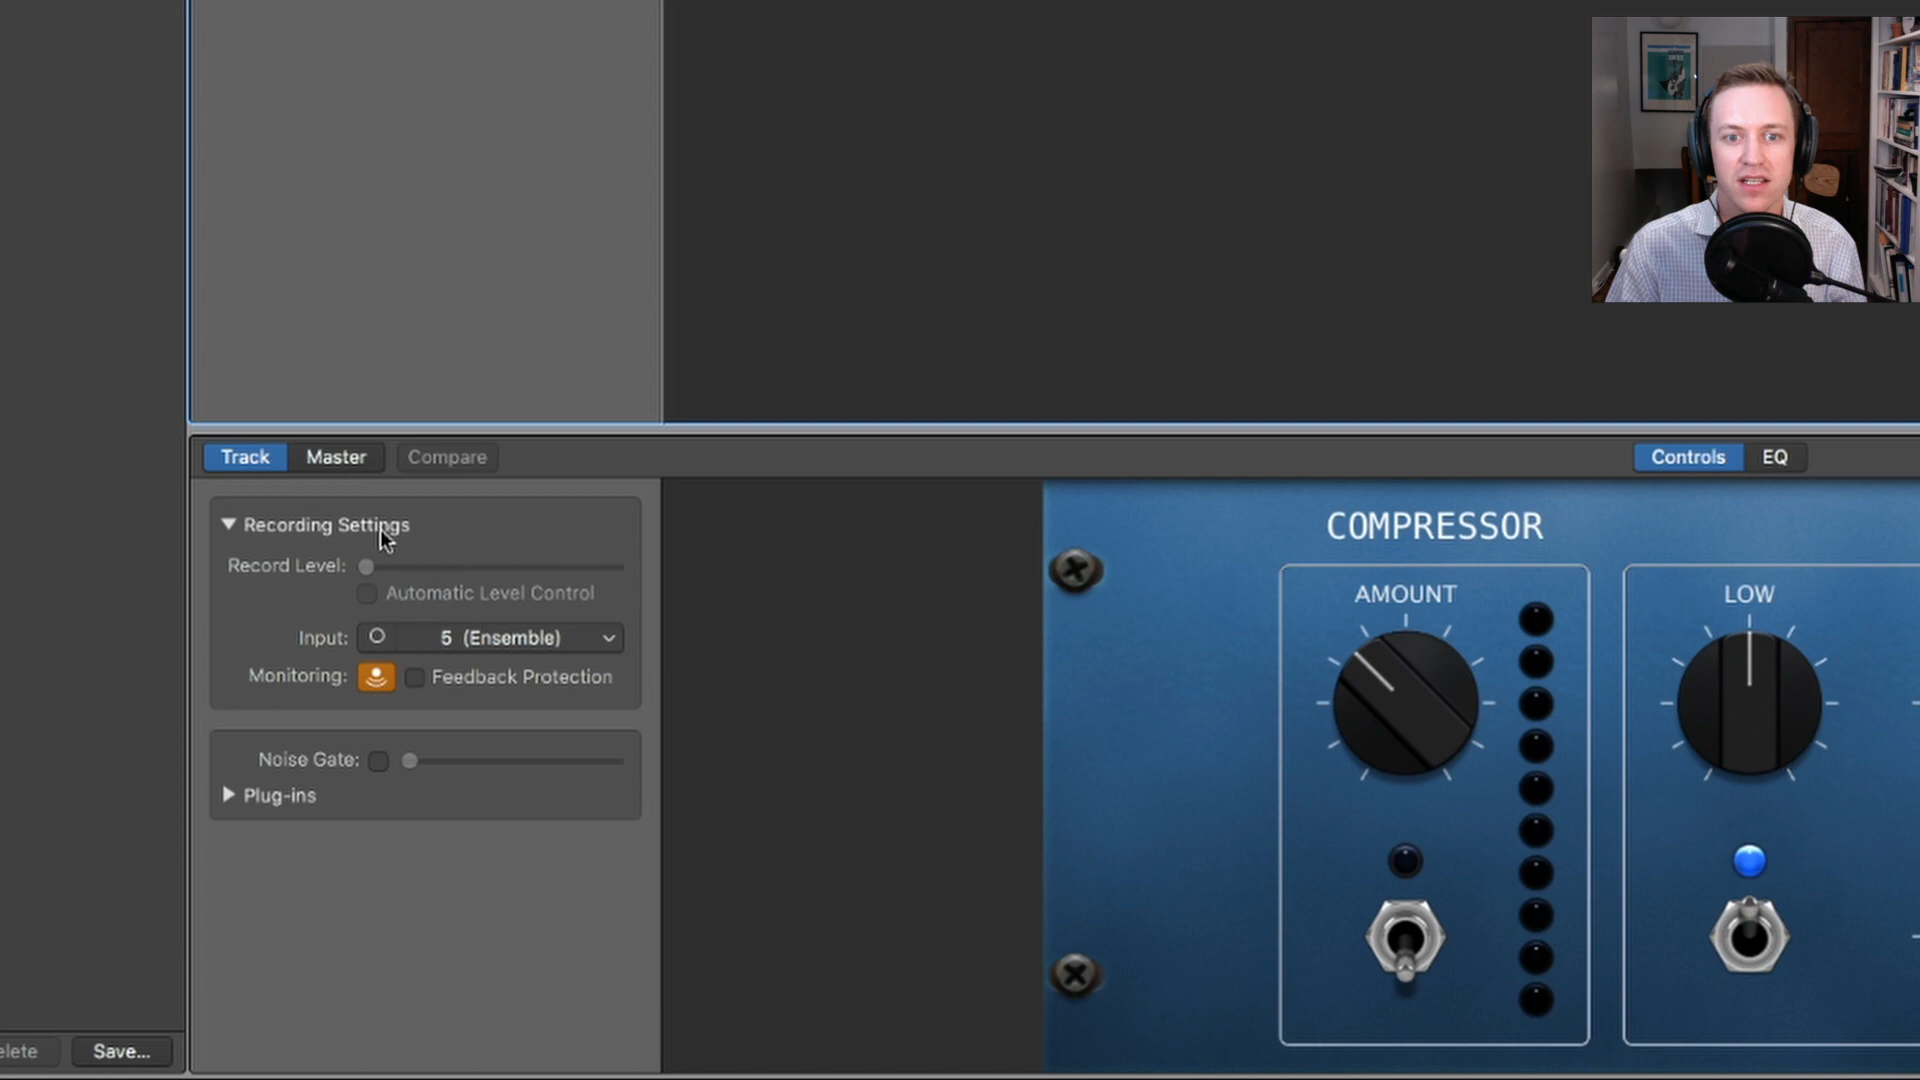 Track Master Compare
Controls EQ
Recording Settings
Record Level:
Automatic Level Control
Input: 5 (Ensemble)
Monitoring: Feedback Protection
Noise Gate:
Plug-ins
COMPRESSOR
AMOUNT
LOW
elete Save...